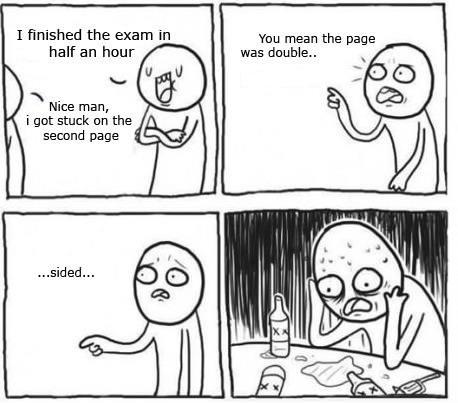 I finished the exam in
half an hour
Nice man,
i got stuck on the
second page
You mean the page
was double..
...sided...
x x
x x
x x